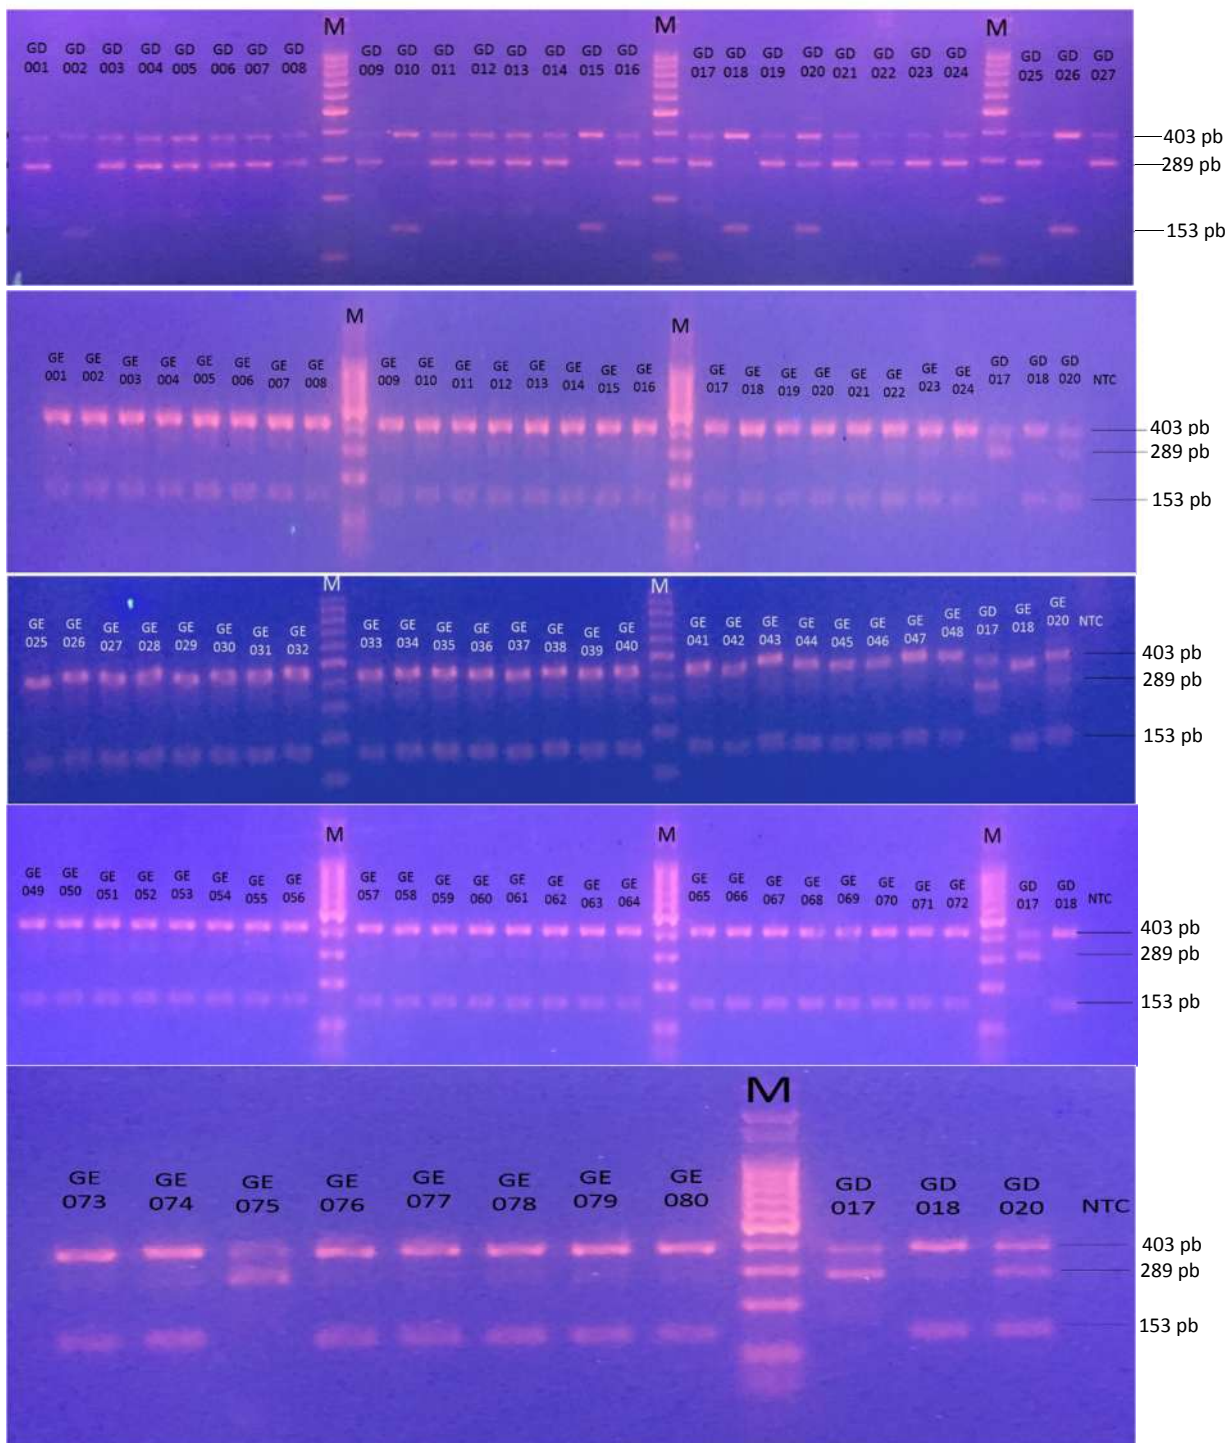 M M M
GD GD GD GD GD GD GD GD GD GD GD GD GD GD GD GD GD GD GD GD GD GD GD GD GD GD GD
001 002 003 004 005 006 007 008 009 010 011 012 013 014 015 016 017 018 019 020 021 022 023 024 025 026 027
403 pb
289 pb
153 pb
M M
GE GE GE GE GE GE GE GE GE GE GE GE GE GE GE GE GE GE GE GE GE GE GE GE GD GD GD
001 002 003 004 005 006 007 008 009 010 011 012 013 014 015 016 017 018 019 020 021 022 023 024 017 018 020 NTC
403 pb
289 pb
153 pb
M M
GE GE GE GE GE GE GE GE GE GE GE GE GE GE GE GE GE GE GE GE GE GE GE GE GD GE GE
025 026 027 028 029 030 031 032 033 034 035 036 037 038 039 040 041 042 043 044 045 046 047 048 017 018 020 NTC
403 pb
289 pb
153 pb
M M M
GE GE GE GE GE GE GE GE GE GE GE GE GE GE GE GE GE GE GE GE GE GE GE GE GD GD
049 050 051 052 053 054 055 056 057 058 059 060 061 062 063 064 065 066 067 068 069 070 071 072 017 018 NTC
403 pb
289 pb
153 pb
M
GE GE GE GE GE GE GE GE GD GD GD
073 074 075 076 077 078 079 080 017 018 020 NTC
403 pb
289 pb
153 pb